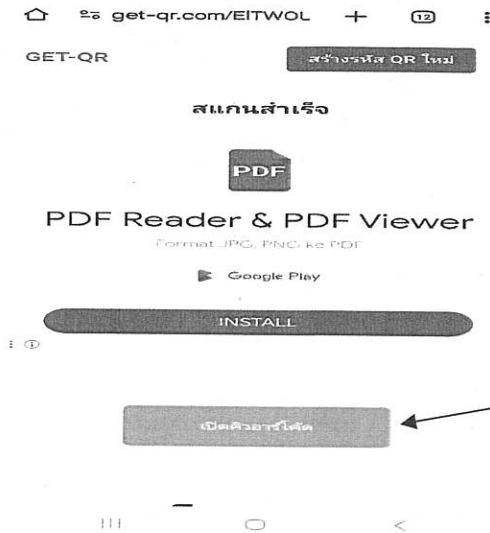 get-qr.com/ElTWOL
12
GET-QR
สร้างรหัส QR ใหม่
สแกนสำเร็จ
PDF
PDF Reader & PDF Viewer
Format JPG, PNG ke PDF
Google Play
INSTALL
เปิดคิวอาร์โค้ด